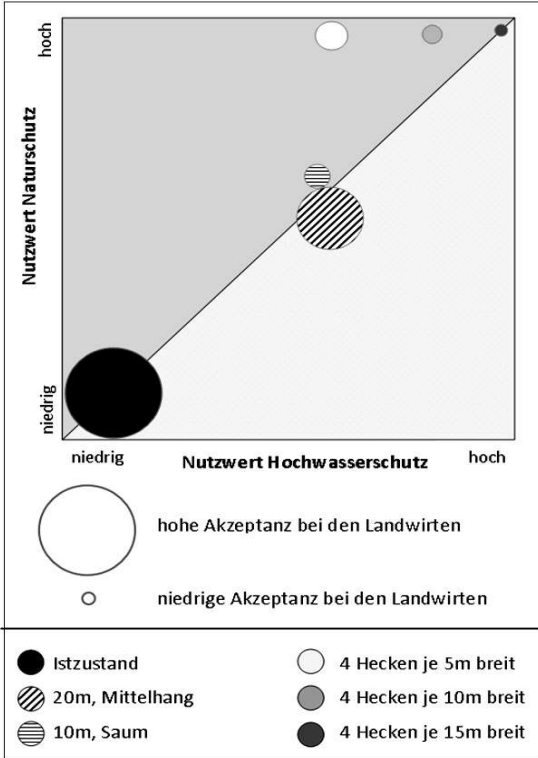 hoch
Nutzwert Naturschutz
niedrig
niedrig
Nutzwert Hochwasserschutz
hoch
hohe Akzeptanz bei den Landwirten
niedrige Akzeptanz bei den Landwirten
Istzustand
4 Hecken je 5m breit
20m, Mittelhang
4 Hecken je 10m breit
10m, Saum
4 Hecken je 15m breit